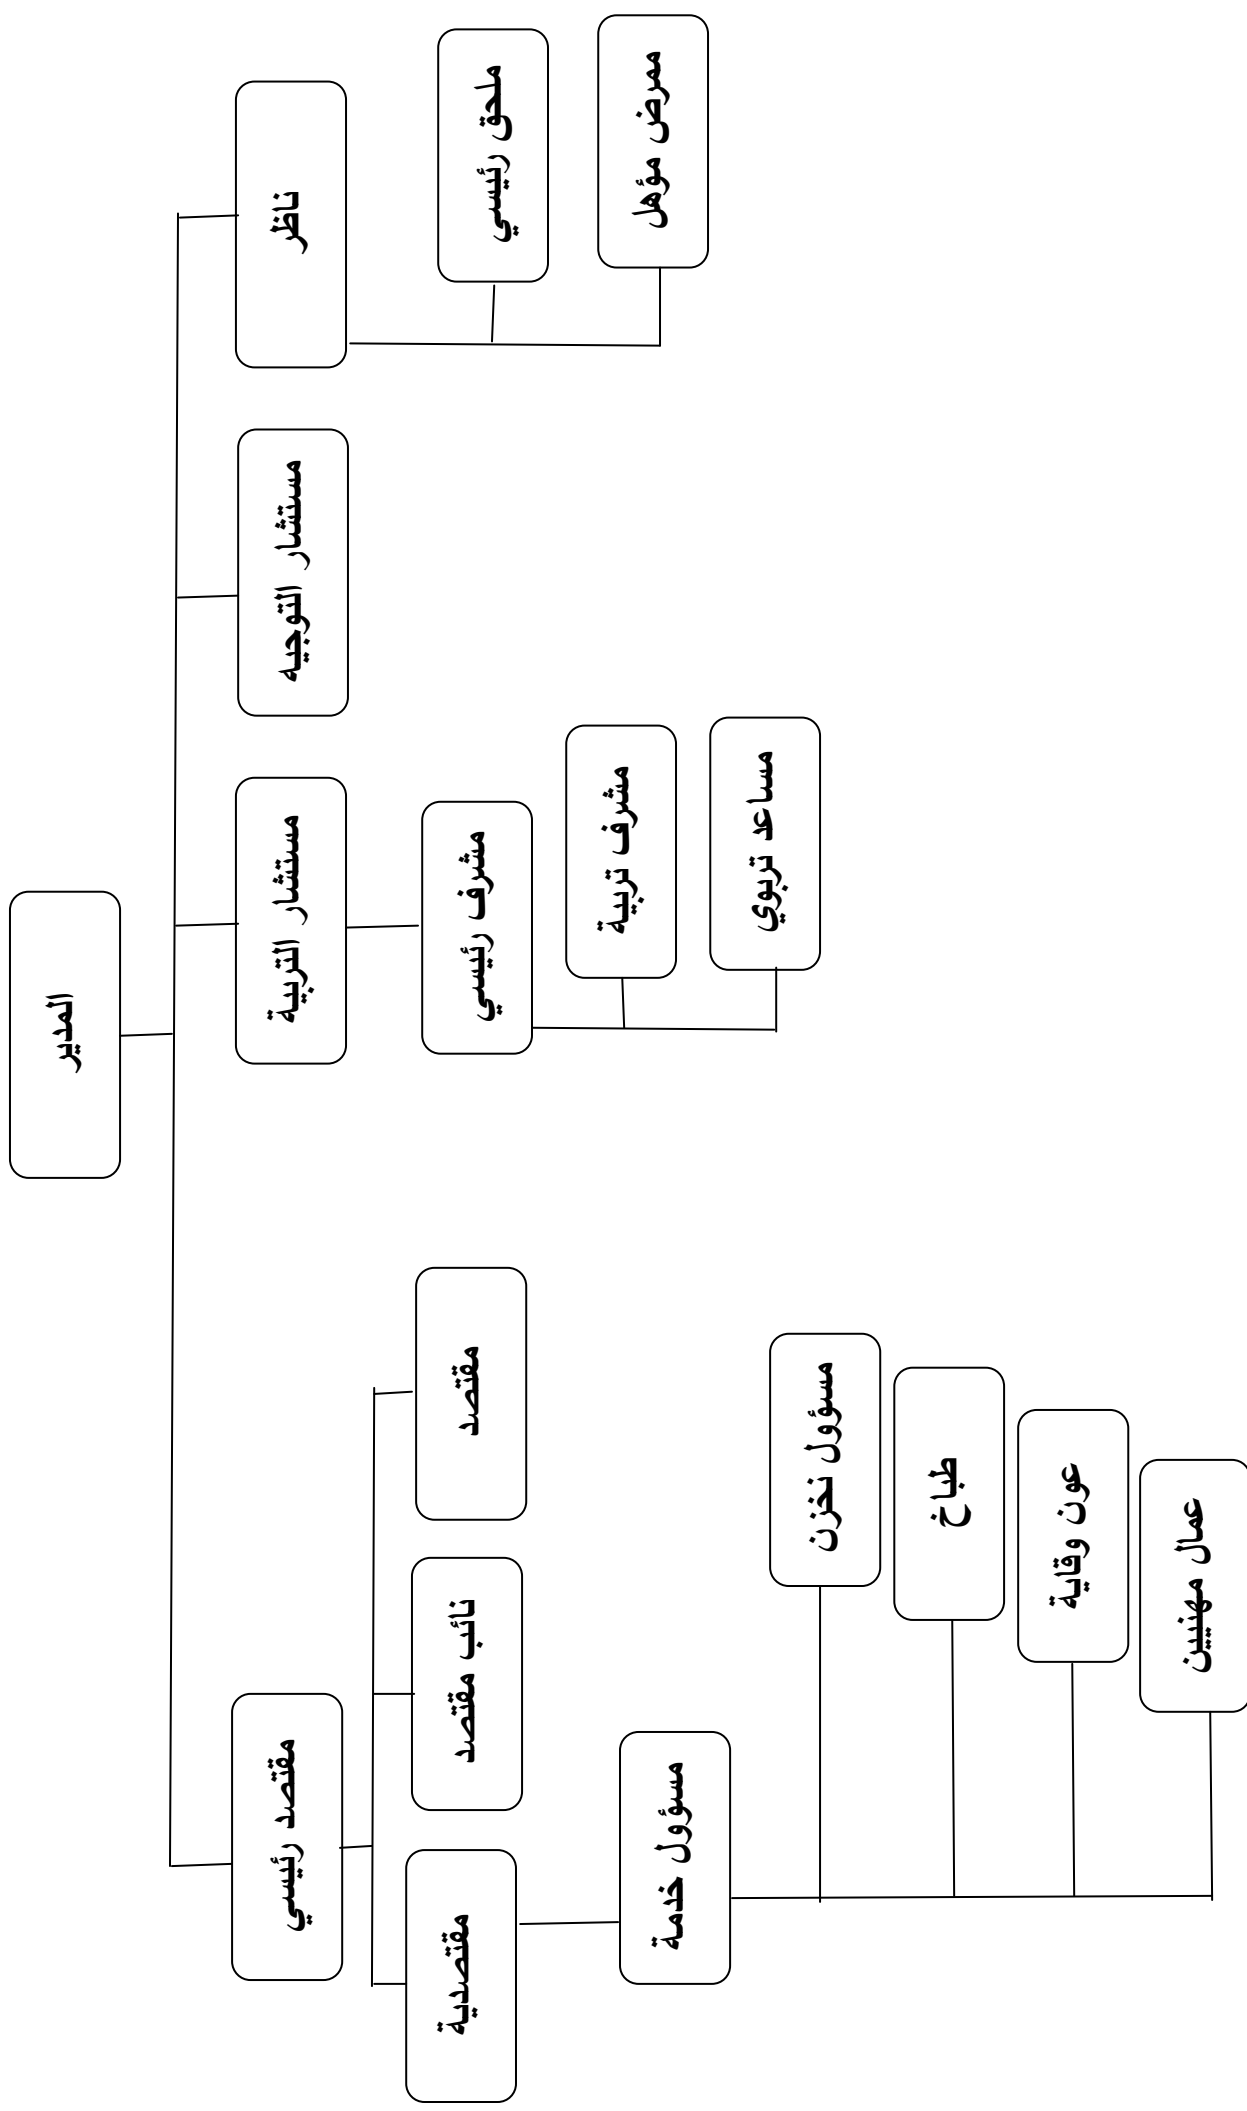 المدير
ناظر
مستشار التوجيه
مستشار التربية
مقتصد رئيسي
ملحق رئيسي
ممرض مؤهل
مشرف رئيسي
مشرف تربية
مساعد تربوي
مقتصد
نائب مقتصد
مقتصدية
مسؤول خدمة
مسؤول نخزن
طباخ
عون وقاية
عمال مهنيين